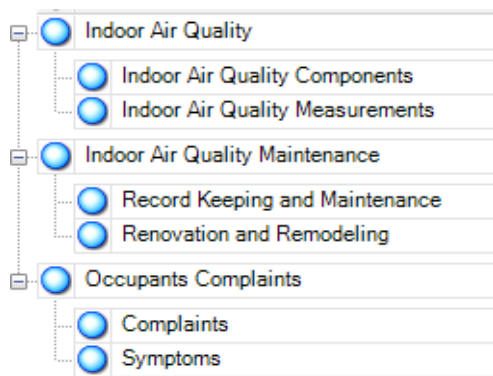 Indoor Air Quality
Indoor Air Quality Components
Indoor Air Quality Measurements
Indoor Air Quality Maintenance
Record Keeping and Maintenance
Renovation and Remodeling
Occupants Complaints
Complaints
Symptoms